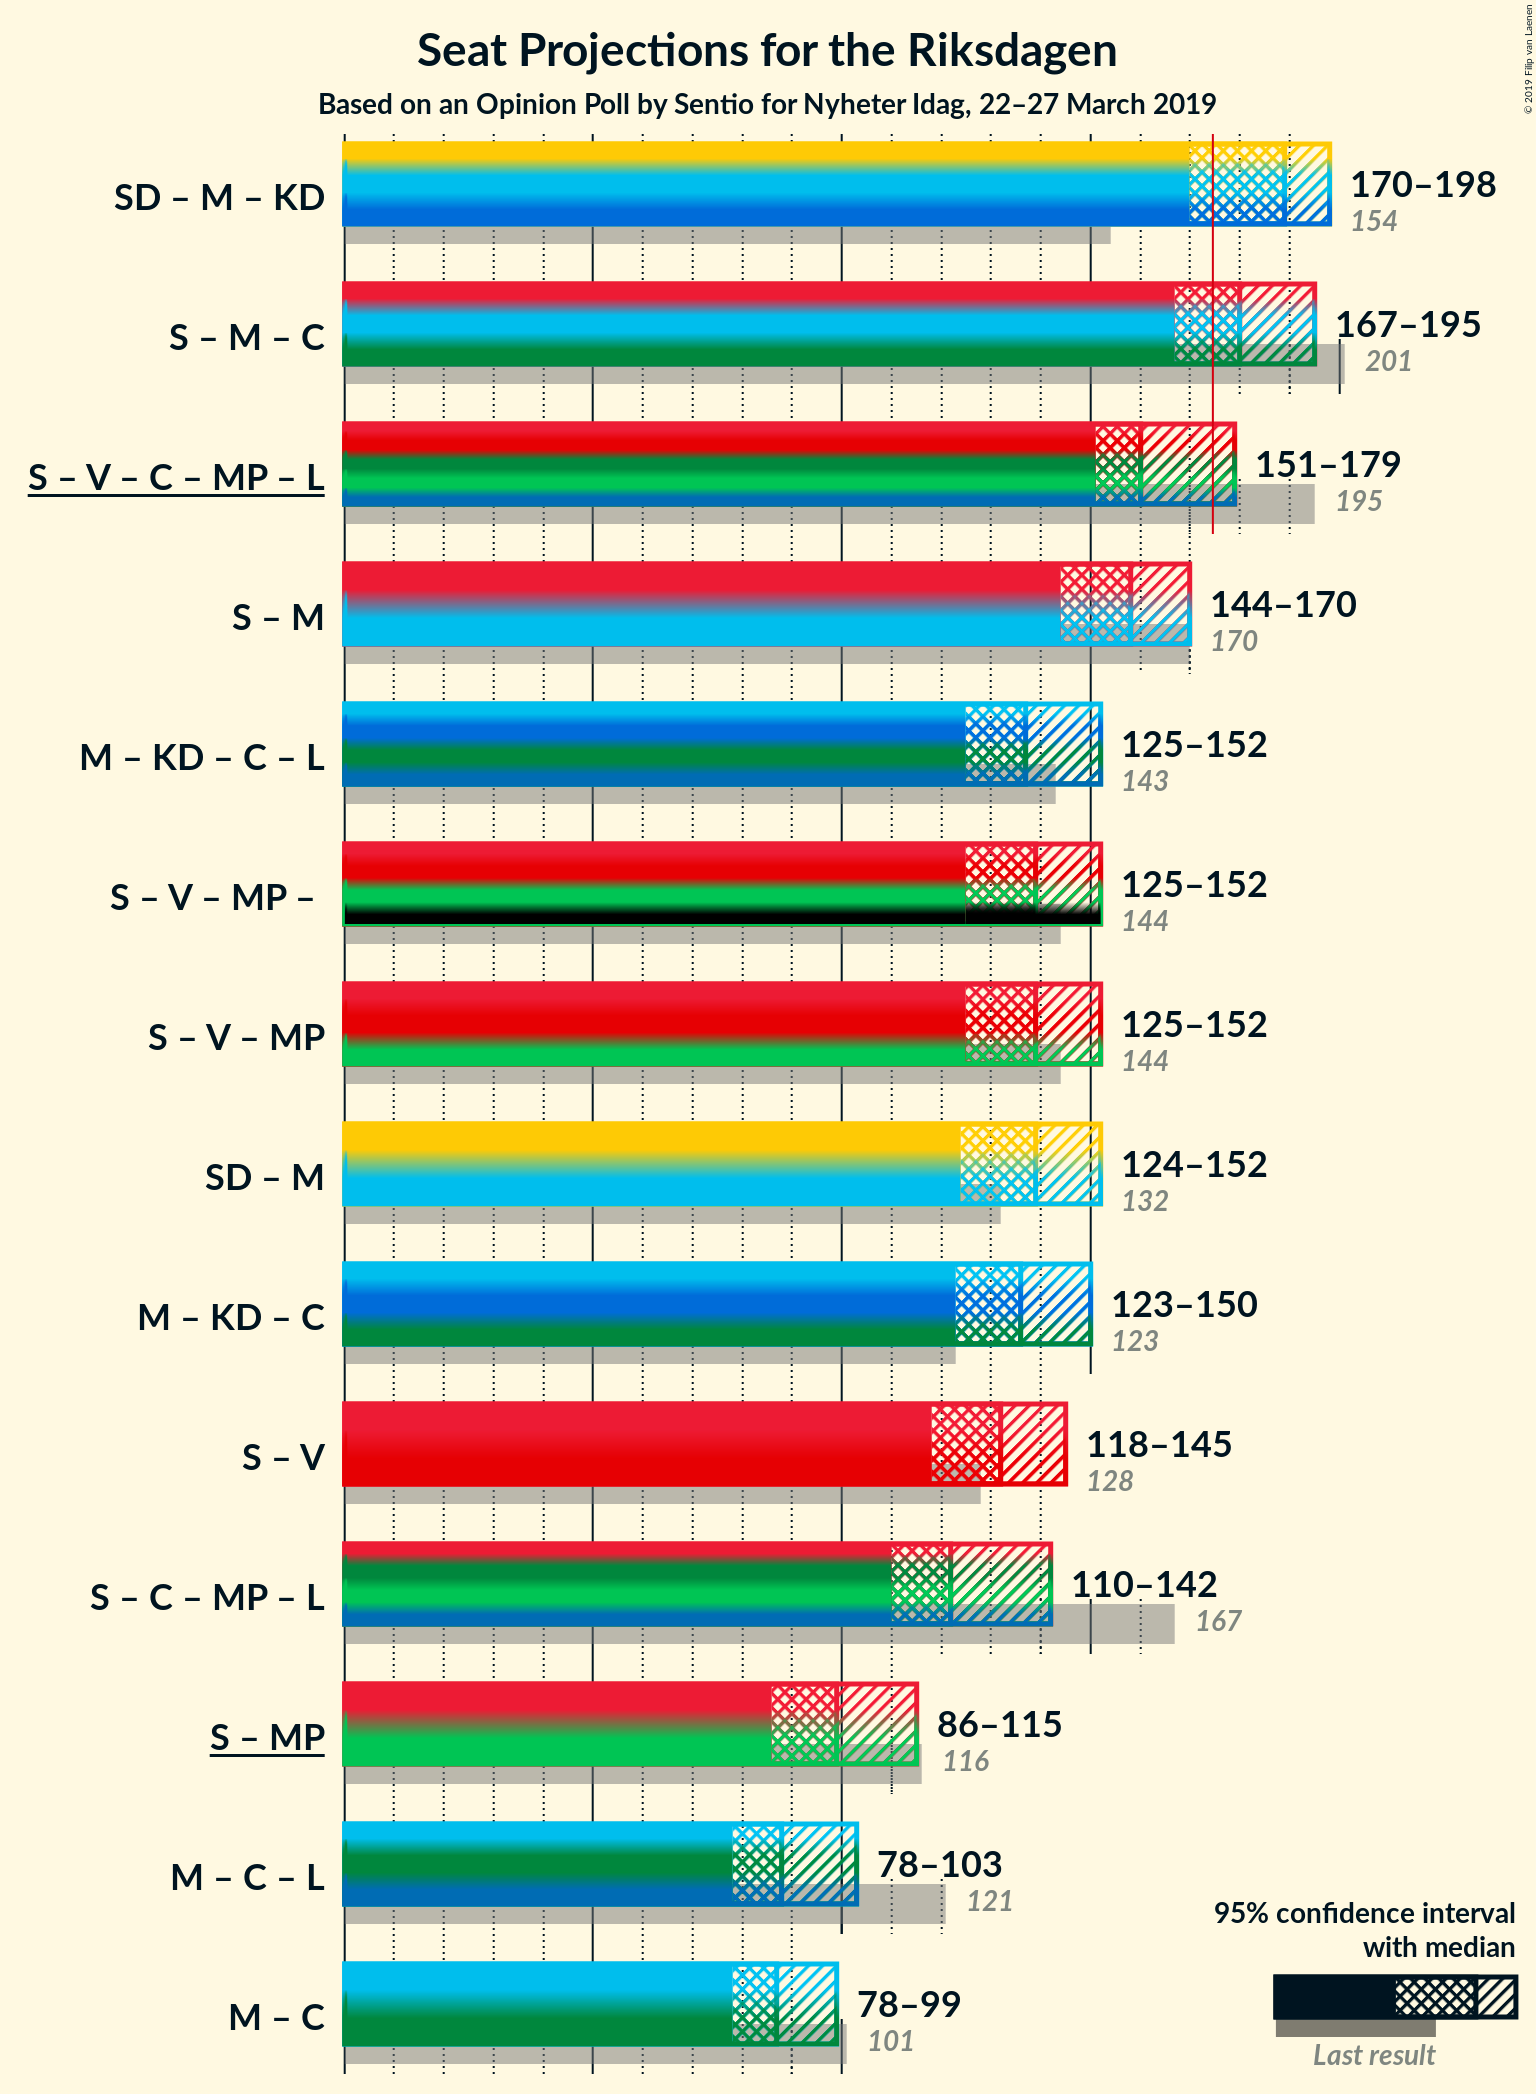 Seat Projections for the Riksdagen
Based on an Opinion Poll by Sentio for Nyheter Idag, 22–27 March 2019
© 2019 Filip van Laenen
SD – M – KD
170–198
154
S – M – C
167–195
201
S – V – C – MP – L
151–179
195
S – M
144–170
170
M – KD – C – L
125–152
143
S – V – MP –
125–152
144
S – V – MP
125–152
144
SD – M
124–152
132
M – KD – C
123–150
123
S – V
118–145
128
S – C – MP – L
110–142
167
S – MP
86–115
116
M – C – L
78–103
121
M – C
78–99
101
95% confidence interval
with median
Last result